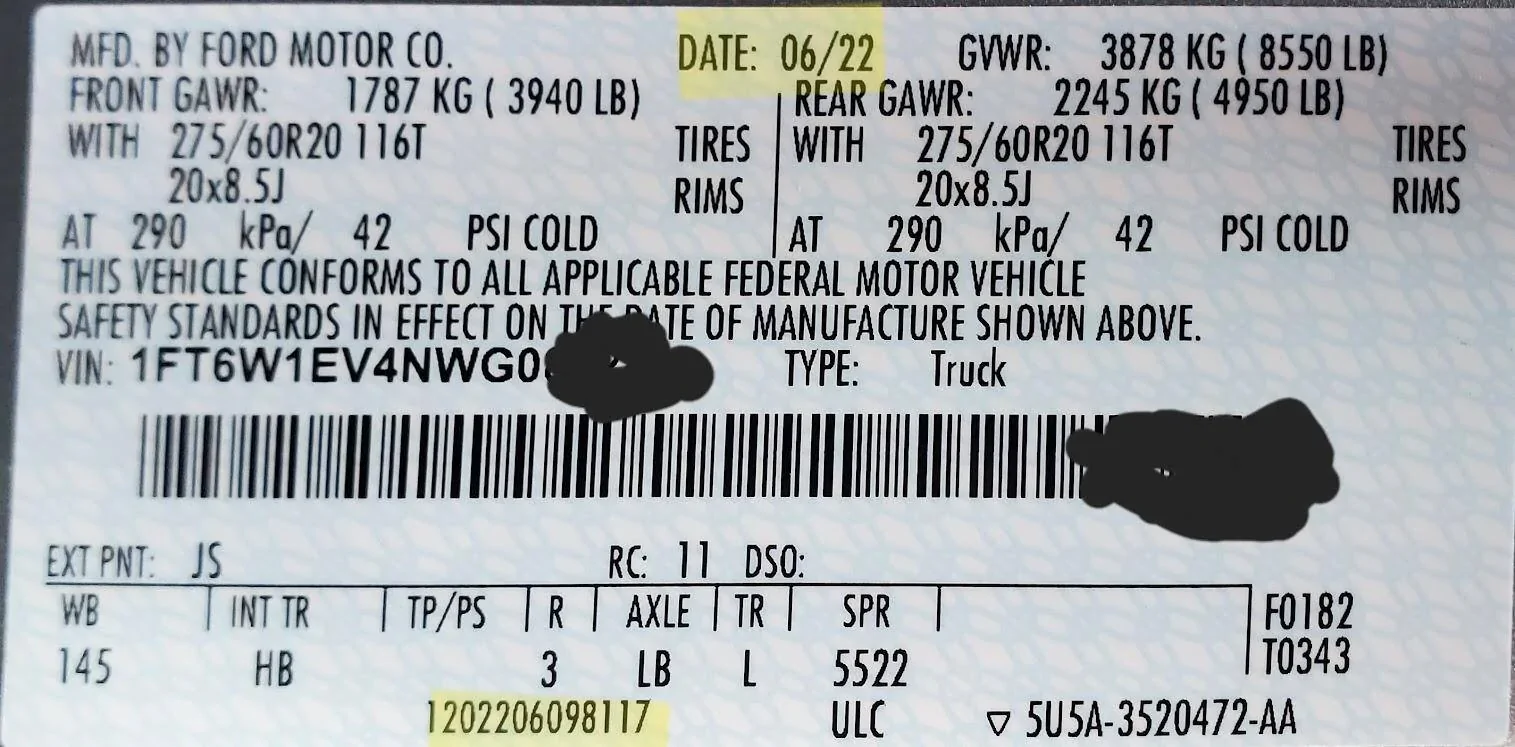 MFD. BY FORD MOTOR CO. DATE: 06/22 GVWR: 3878 KG ( 8550 LB)
FRONT GAWR: 1787 KG ( 3940 LB) REAR GAWR: 2245 KG ( 4950 LB)
WITH 275/60R20 116T TIRES WITH 275/60R20 116T TIRES
20x8.5J RIMS 20x8.5J RIMS
AT 290 kPa/ 42 PSI COLD AT 290 kPa/ 42 PSI COLD
THIS VEHICLE CONFORMS TO ALL APPLICABLE FEDERAL MOTOR VEHICLE
SAFETY STANDARDS IN EFFECT ON THE DATE OF MANUFACTURE SHOWN ABOVE.
VIN: 1FT6W1EV4NWG0 TYPE: Truck
EXT PNT: JS RC: 11 DSO:
WB INT TR TP/PS R AXLE TR SPR F0182
145 HB 3 LB L 5522 T0343
1202206098117 ULC ▽ 5U5A-3520472-AA